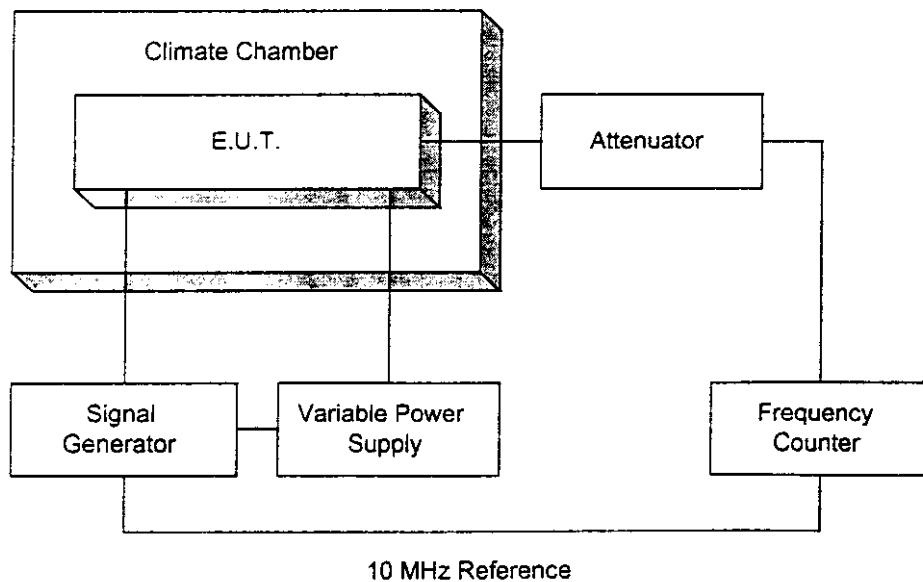 Climate Chamber
E.U.T.
Attenuator
Signal
Generator
Variable Power
Supply
Frequency
Counter
10 MHz Reference